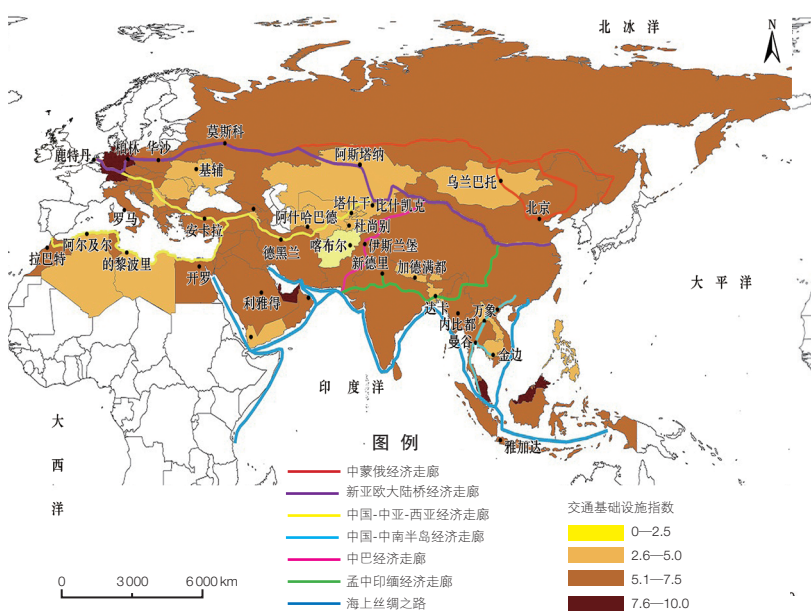 北冰洋
N
莫斯科
鹿特丹
柏林
华沙
阿斯塔纳
基辅
乌兰巴托
塔什干
比什凯克
罗马
阿什哈巴德
杜尚别
北京
安卡拉
阿尔及尔
喀布尔
伊斯兰堡
拉巴特
的黎波里
德黑兰
新德里
加德满都
开罗
太平洋
利雅得
达卡
万象
内比都
曼谷
金边
印度洋
大西洋
雅加达
图例
中蒙俄经济走廊
新亚欧大陆桥经济走廊
中国-中亚-西亚经济走廊
中国-中南半岛经济走廊
中巴经济走廊
孟中印缅经济走廊
海上丝绸之路
交通基础设施指数
0—2.5
2.6—5.0
5.1—7.5
7.6—10.0
0 3000 6000 km